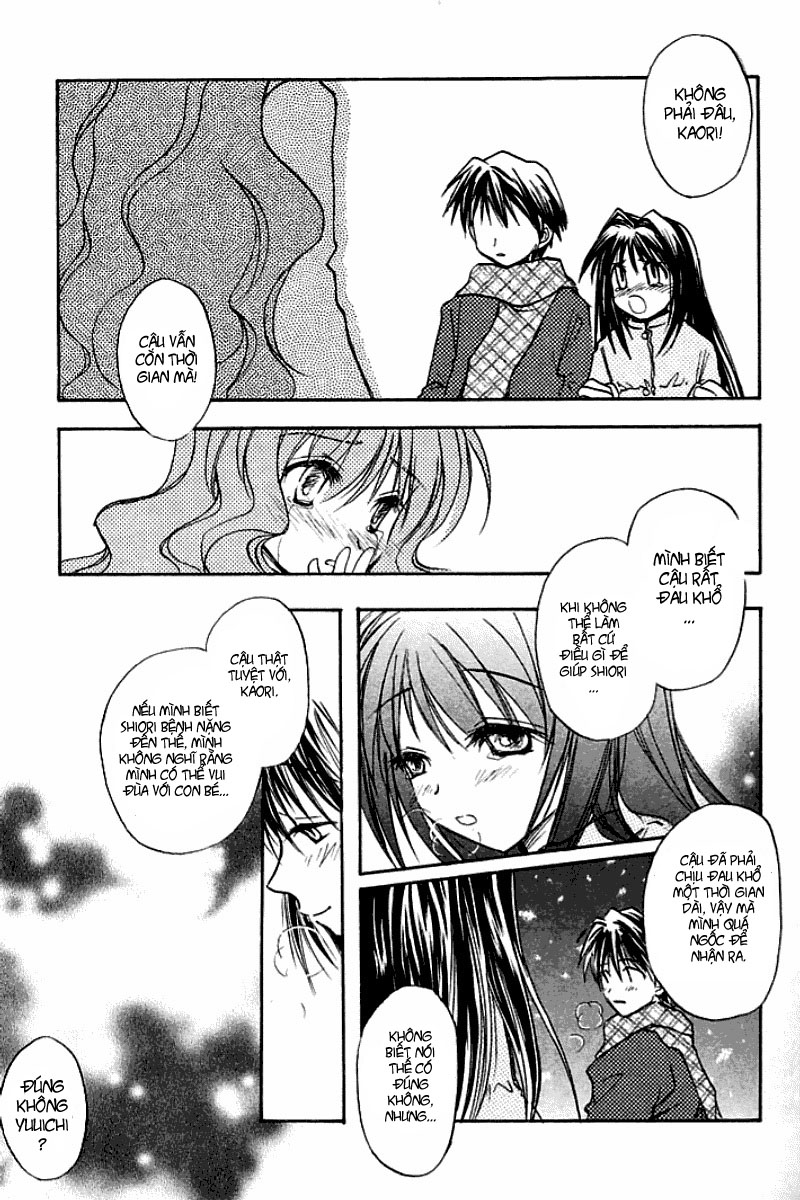 KHÔNG
PHẢI ĐÂU,
KAORI!
CẬU VẪN
CÒN THỜI
GIAN MÀ!
MÌNH BIẾT
CẬU RẤT
ĐAU KHỔ
...
KHI KHÔNG
THỂ LÀM
BẤT CỨ
ĐIỀU GÌ ĐỂ
GIÚP SHIORI
...
CẬU ĐÃ PHẢI
CHỊU ĐAU KHỔ
MỘT THỜI GIAN
DÀI, VẬY MÀ
MÌNH QUÁ
NGỐC ĐỂ
NHẬN RA.
KHÔNG
BIẾT NÓI
THẾ CÓ
ĐÚNG
KHÔNG,
NHƯNG...
CẬU THẬT
TUYỆT VỜI,
KAORI.
NẾU MÌNH BIẾT
SHIORI BỆNH NẶNG
ĐẾN THẾ, MÌNH
KHÔNG NGHĨ RẰNG
MÌNH CÓ THỂ VUI
ĐÙA VỚI CON BÉ...
ĐÚNG
KHÔNG
YUUICHI
?